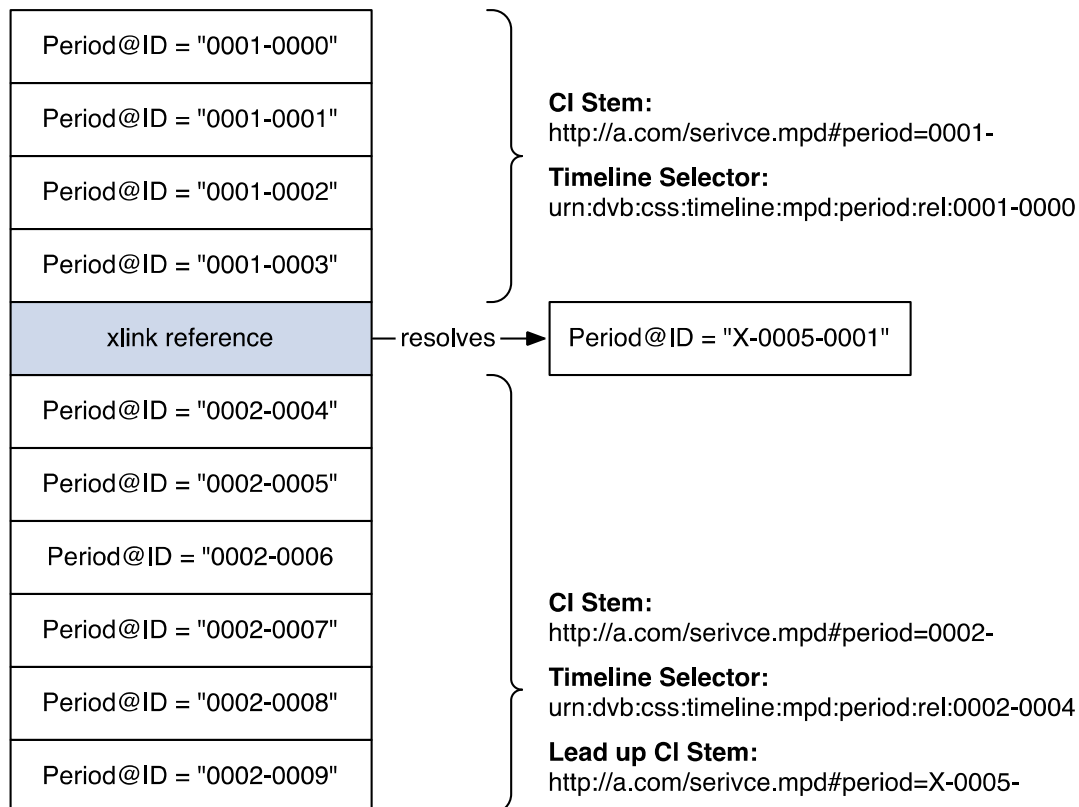 Period@ID = "0001-0000"
Period@ID = "0001-0001"
Period@ID = "0001-0002"
Period@ID = "0001-0003"
CI Stem:
http://a.com/serivce.mpd#period=0001-
Timeline Selector:
urn:dvb:css:timeline:mpd:period:rel:0001-0000
xlink reference
resolves
Period@ID = "X-0005-0001"
Period@ID = "0002-0004"
Period@ID = "0002-0005"
Period@ID = "0002-0006
Period@ID = "0002-0007"
Period@ID = "0002-0008"
Period@ID = "0002-0009"
CI Stem:
http://a.com/serivce.mpd#period=0002-
Timeline Selector:
urn:dvb:css:timeline:mpd:period:rel:0002-0004
Lead up CI Stem:
http://a.com/serivce.mpd#period=X-0005-